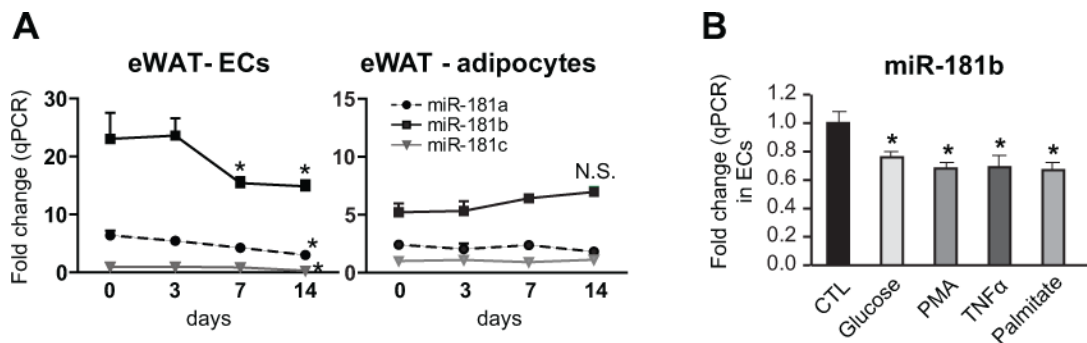 A
eWAT- ECs
Fold change (qPCR)
30
20
10
0
*
*
*
*
0 3 7 14
days
eWAT - adipocytes
15
10
5
0
miR-181a
miR-181b
miR-181c
N.S.
0 3 7 14
days
B
miR-181b
Fold change (qPCR)
in ECs
1.2
1.0
0.8
0.6
0.4
0.2
0.0
* * * *
CTL
Glucose
PMA
TNFα
Palmitate